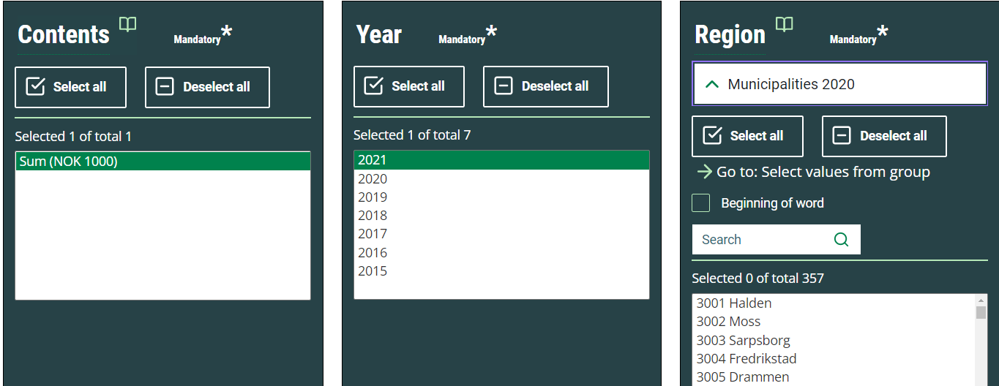 Contents
Mandatory*
Select all
Deselect all
Selected 1 of total 1
Sum (NOK 1000)
Year
Mandatory*
Select all
Deselect all
Selected 1 of total 7
2021
2020
2019
2018
2017
2016
2015
Region
Mandatory*
Municipalities 2020
Select all
Deselect all
Go to: Select values from group
Beginning of word
Search
Selected 0 of total 357
3001 Halden
3002 Moss
3003 Sarpsborg
3004 Fredrikstad
3005 Drammen